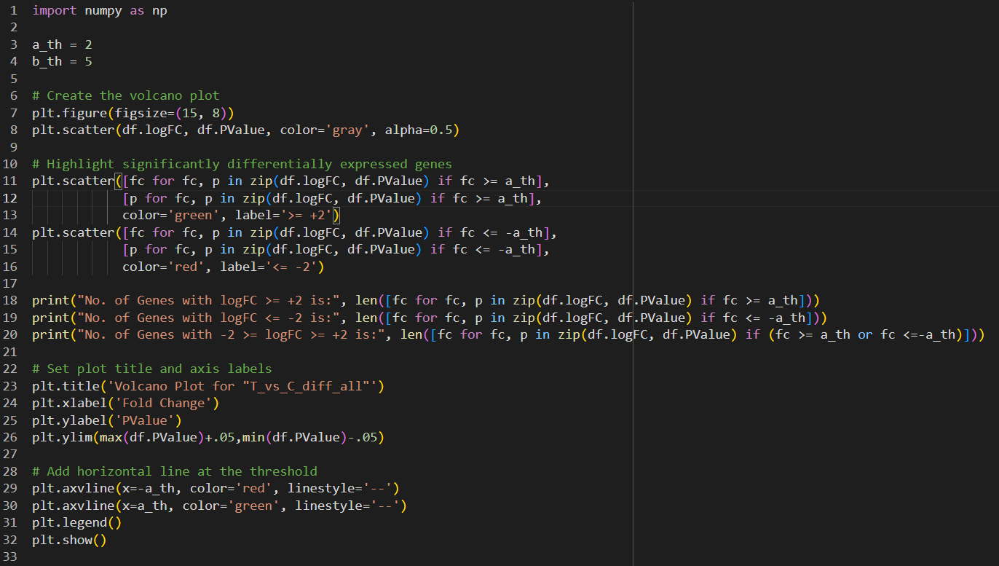 1 import numpy as np
2
3 a_th = 2
4 b_th = 5
5
6 # Create the volcano plot
7 plt.figure(figsize=(15, 8))
8 plt.scatter(df.logFC, df.PValue, color='gray', alpha=0.5)
9
10 # Highlight significantly differentially expressed genes
11 plt.scatter([fc for fc, p in zip(df.logFC, df.PValue) if fc >= a_th],
12             [p for fc, p in zip(df.logFC, df.PValue) if fc >= a_th],
13             color='green', label='>= +2')
14 plt.scatter([fc for fc, p in zip(df.logFC, df.PValue) if fc <= -a_th],
15             [p for fc, p in zip(df.logFC, df.PValue) if fc <= -a_th],
16             color='red', label='<= -2')
17
18 print("No. of Genes with logFC >= +2 is:", len([fc for fc, p in zip(df.logFC, df.PValue) if fc >= a_th]))
19 print("No. of Genes with logFC <= -2 is:", len([fc for fc, p in zip(df.logFC, df.PValue) if fc <= -a_th]))
20 print("No. of Genes with -2 >= logFC >= +2 is:", len([fc for fc, p in zip(df.logFC, df.PValue) if (fc >= a_th or fc <=-a_th)]))
21
22 # Set plot title and axis labels
23 plt.title('Volcano Plot for "T_vs_C_diff_all"')
24 plt.xlabel('Fold Change')
25 plt.ylabel('PValue')
26 plt.ylim(max(df.PValue)+.05,min(df.PValue)-.05)
27
28 # Add horizontal line at the threshold
29 plt.axvline(x=-a_th, color='red', linestyle='--')
30 plt.axvline(x=a_th, color='green', linestyle='--')
31 plt.legend()
32 plt.show()
33